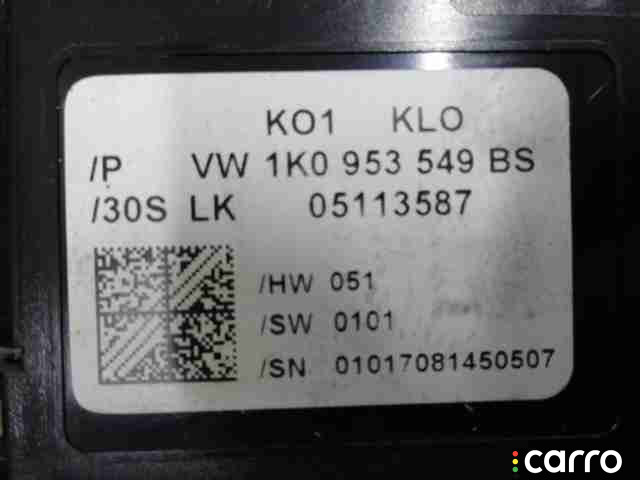 KO1 KLO
/P VW 1K0 953 549 BS
/30S LK 05113587
/HW 051
/SW 0101
/SN 01017081450507
carro